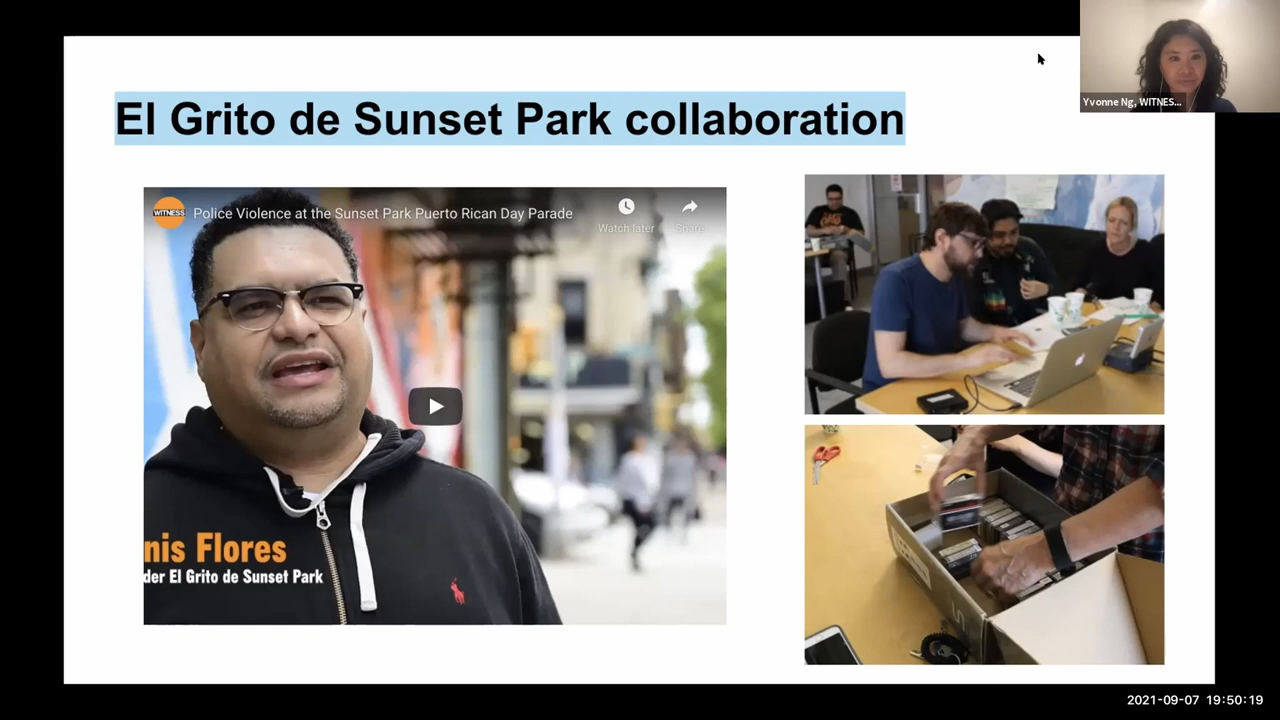 El Grito de Sunset Park collaboration
WITNESS
Police Violence at the Sunset Park Puerto Rican Day Parade
Watch later
Share
nis Flores
der El Grito de Sunset Park
Yvonne Ng, WITNES...
2021-09-07 19:50:19